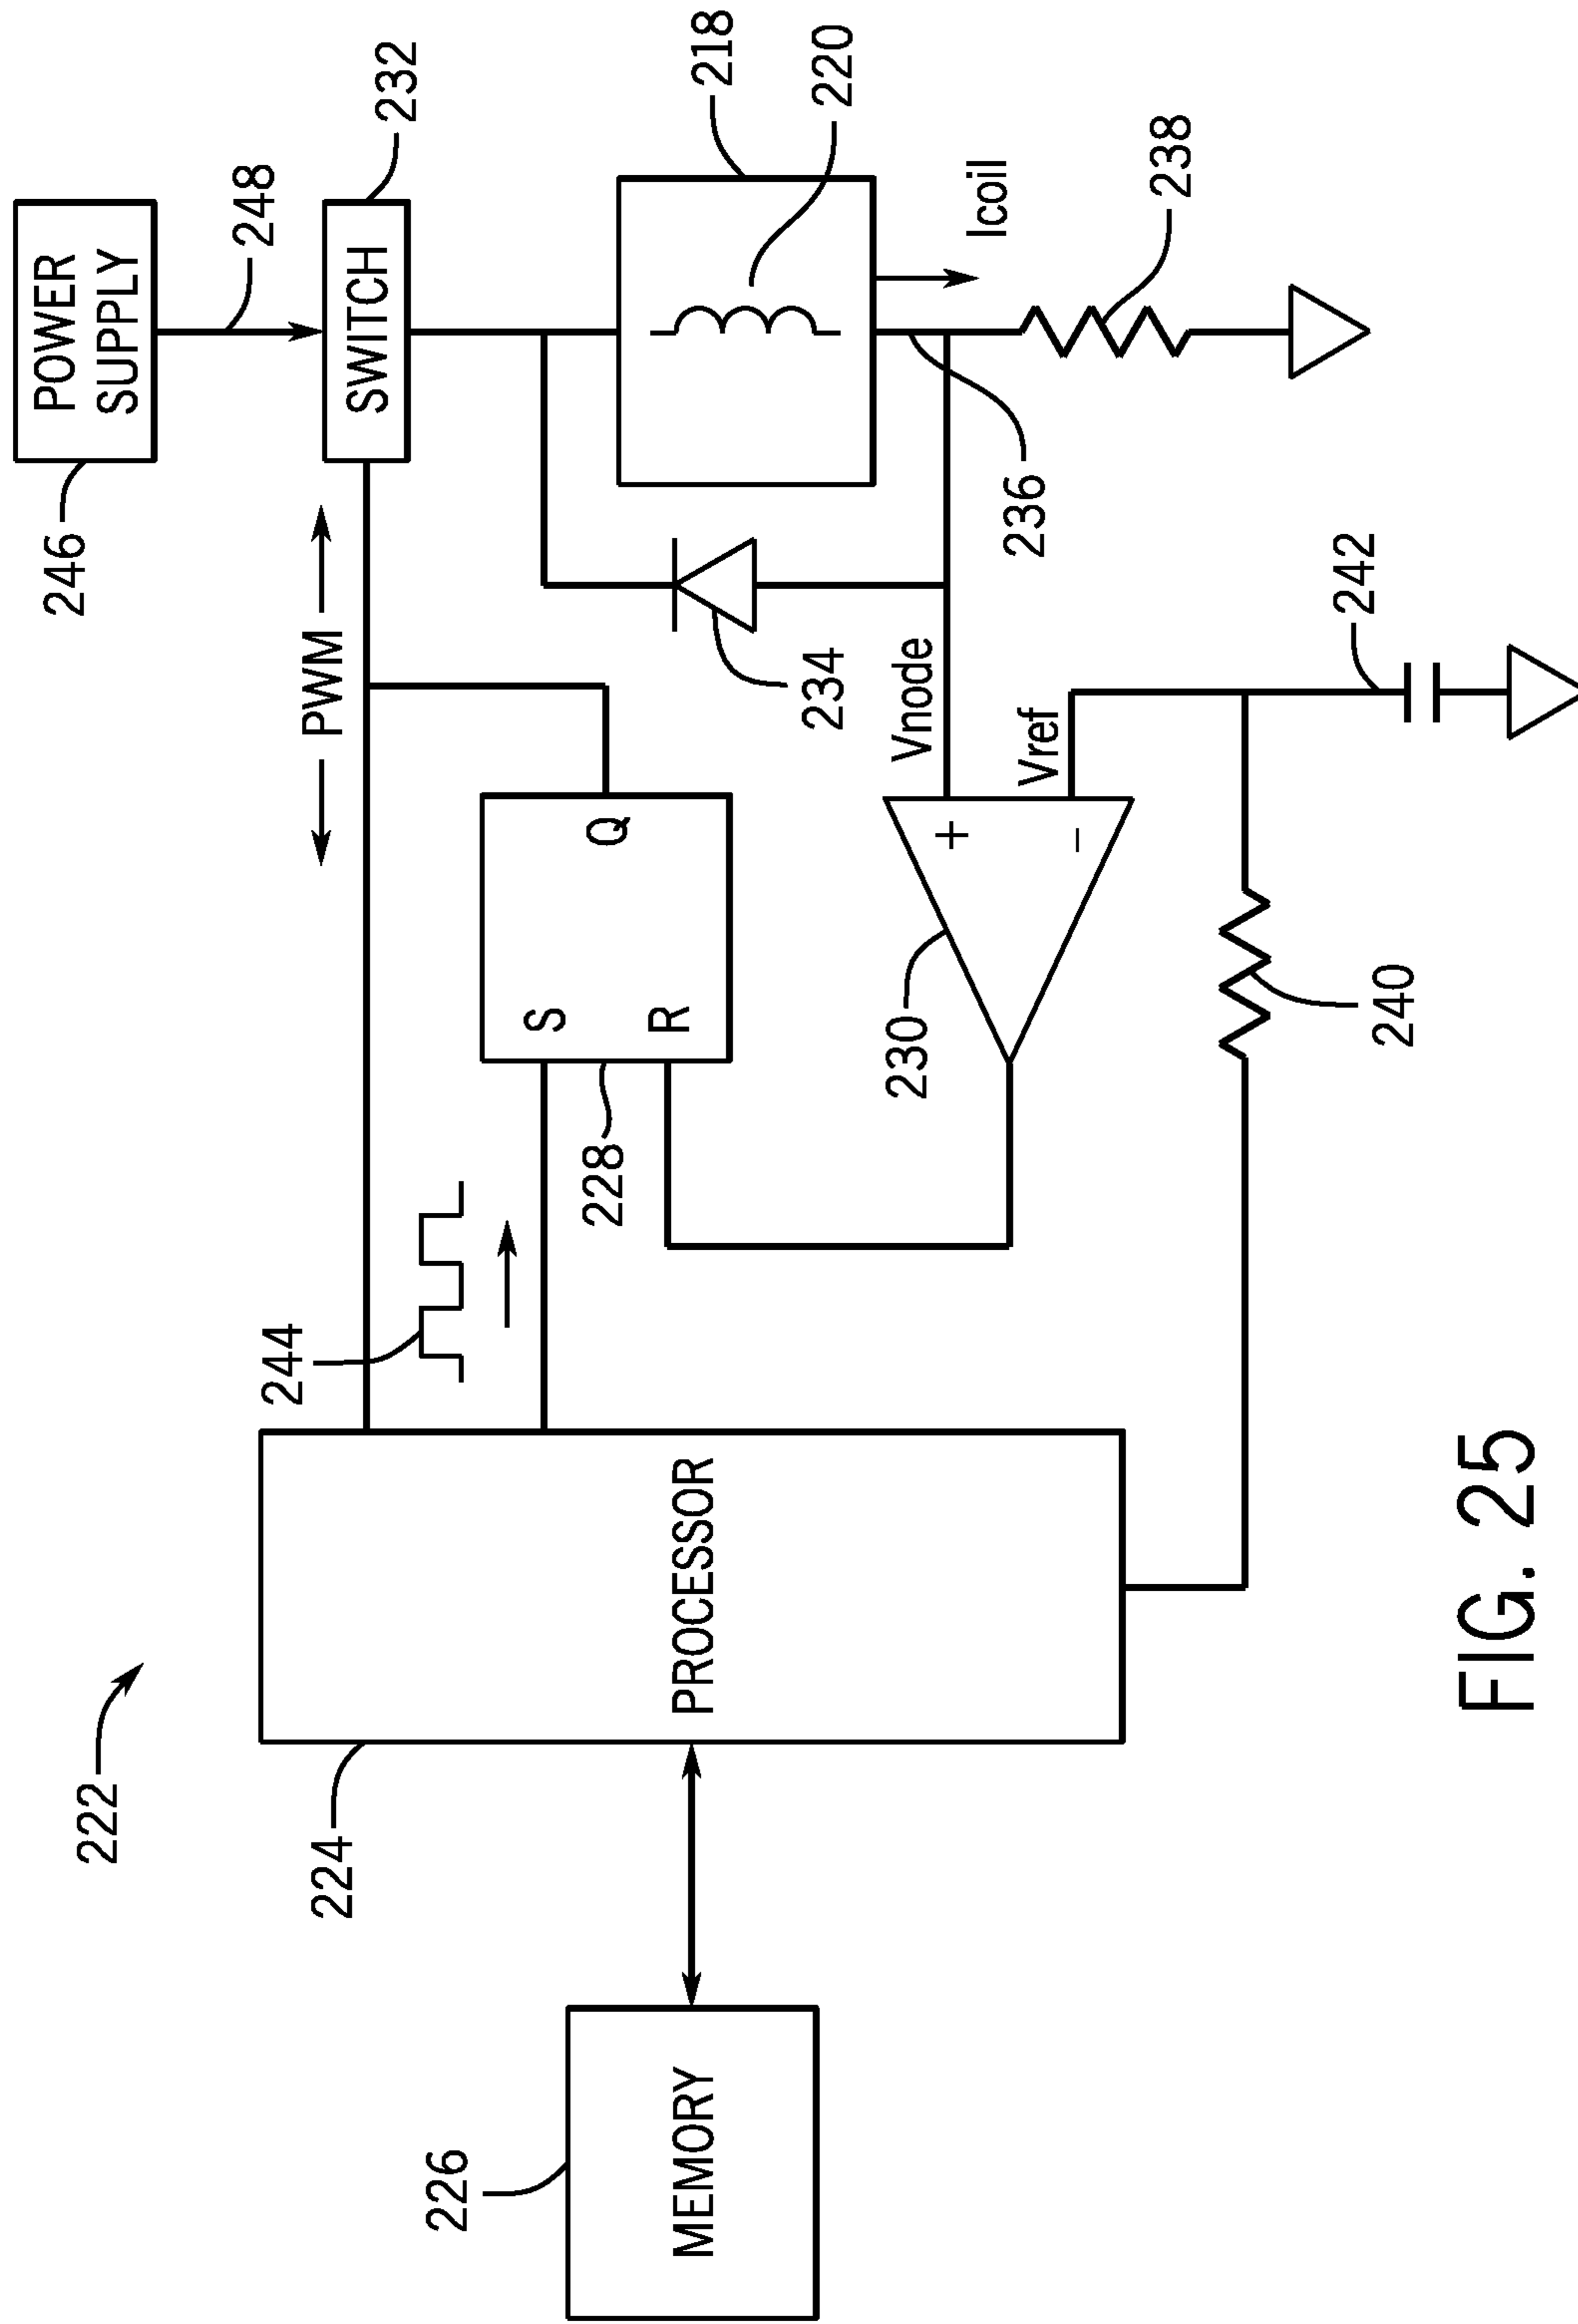 POWER
SUPPLY
246
248
SWITCH
232
PWM
218
220
Icoil
238
236
234
Vnode
Vref
242
S
R
Q
228
+
-
230
240
244
222
224
PROCESSOR
226
MEMORY
FIG. 25